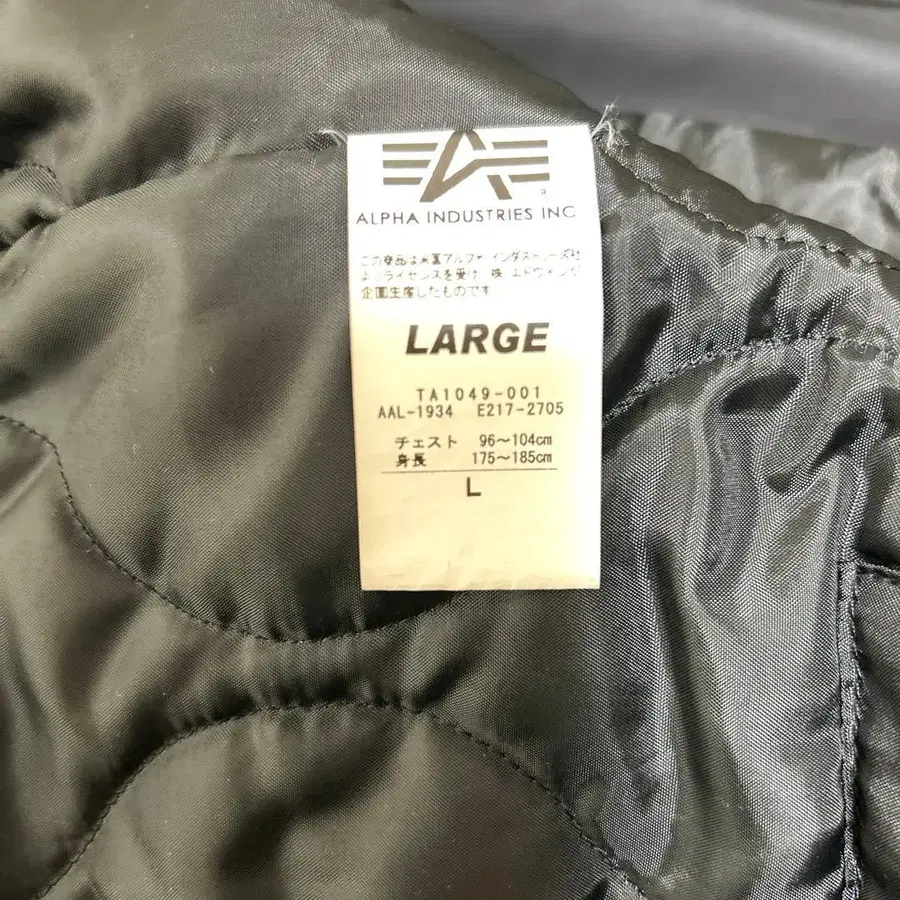 ALPHA INDUSTRIES INC
この商品は米国アルファ インダストリーズ社
よりライセンスを受け、㈱ エドウィンが
企画生産したものです
LARGE
TA1049-001
AAL-1934 E217-2705
チェスト 96～104cm
身長 175～185cm
L